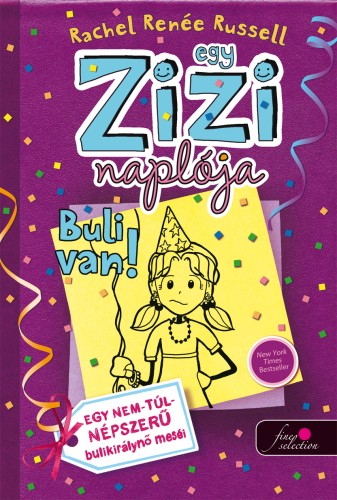 Rachel Renée Russell
egy
Zizi
naplója
Buli
van!
New York
Times
Bestseller
EGY NEM-TÚL-
NÉPSZERŰ
bulikirálynő meséi
finom
selection